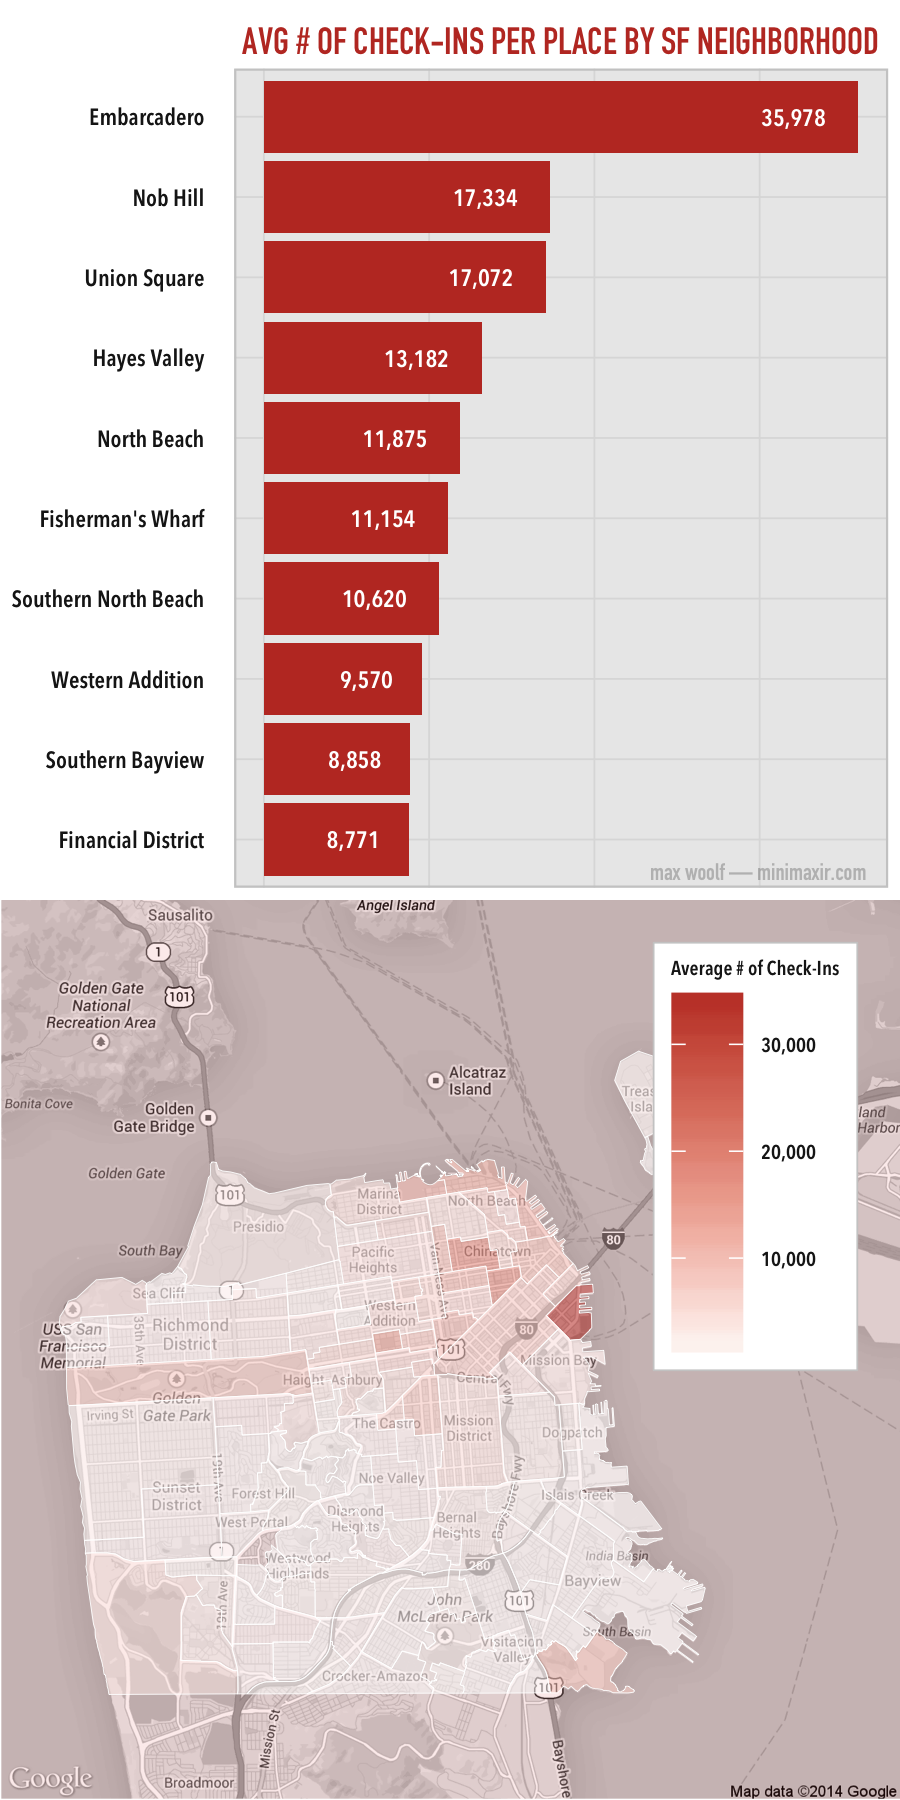 AVG # OF CHECK-INS PER PLACE BY SF NEIGHBORHOOD
Embarcadero
35,978
Nob Hill
17,334
Union Square
17,072
Hayes Valley
13,182
North Beach
11,875
Fisherman's Wharf
11,154
Southern North Beach
10,620
Western Addition
9,570
Southern Bayview
8,858
Financial District
8,771
max woolf — minimaxir.com
Angel Island
Sausalito
1
101
Golden Gate
National
Recreation Area
Average # of Check-Ins
30,000
20,000
10,000
Alcatraz
Island
Bonita Cove
Golden
Gate Bridge
Golden Gate
101
Marina
District
North Beach
Presidio
80
South Bay
Pacific
Heights
Van Ness Ave
Chinatown
Sea Cliff
1
Western
Addition
USS San
Francisco
Memorial
35th Ave
Richmond
District
80
101
Mission Bay
Haight Ashbury
Central Fwy
Golden
Gate Park
Irving St
The Castro
Mission
District
Dogpatch
19th Ave
Sunset
District
Forest Hill
Noe Valley
Bayshore Fwy
Islais Creek
West Portal
Diamond
Heights
Bernal
Heights
1
Westwood
Highlands
280
India Basin
Bayview
19th Ave
John
McLaren Park
101
South Basin
Visitacion
Valley
Crocker-Amazon
101
Mission St
Bayshore
Broadmoor
Google
Map data ©2014 Google